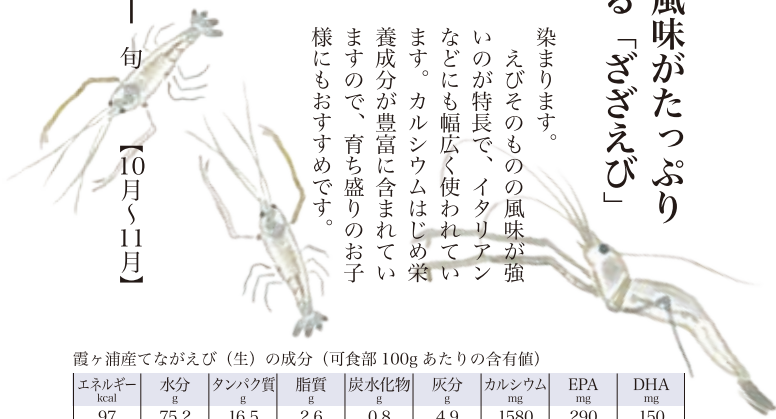 風味がたっぷり
る「ざざえび」
染まります。
えびそのものの風味が強
いのが特長で、イタリアン
などにも幅広く使われてい
ます。カルシウムはじめ栄
養成分が豊富に含まれてい
ますので、育ち盛りのお子
様にもおすすめです。
旬【10月〜11月】
霞ヶ浦産てながえび（生）の成分（可食部 100g あたりの含有値）
エネルギー kcal 水分 g タンパク質 g 脂質 g 炭水化物 g 灰分 g カルシウム mg EPA mg DHA mg
97 75.2 16.5 2.6 0.8 4.9 1580 290 150